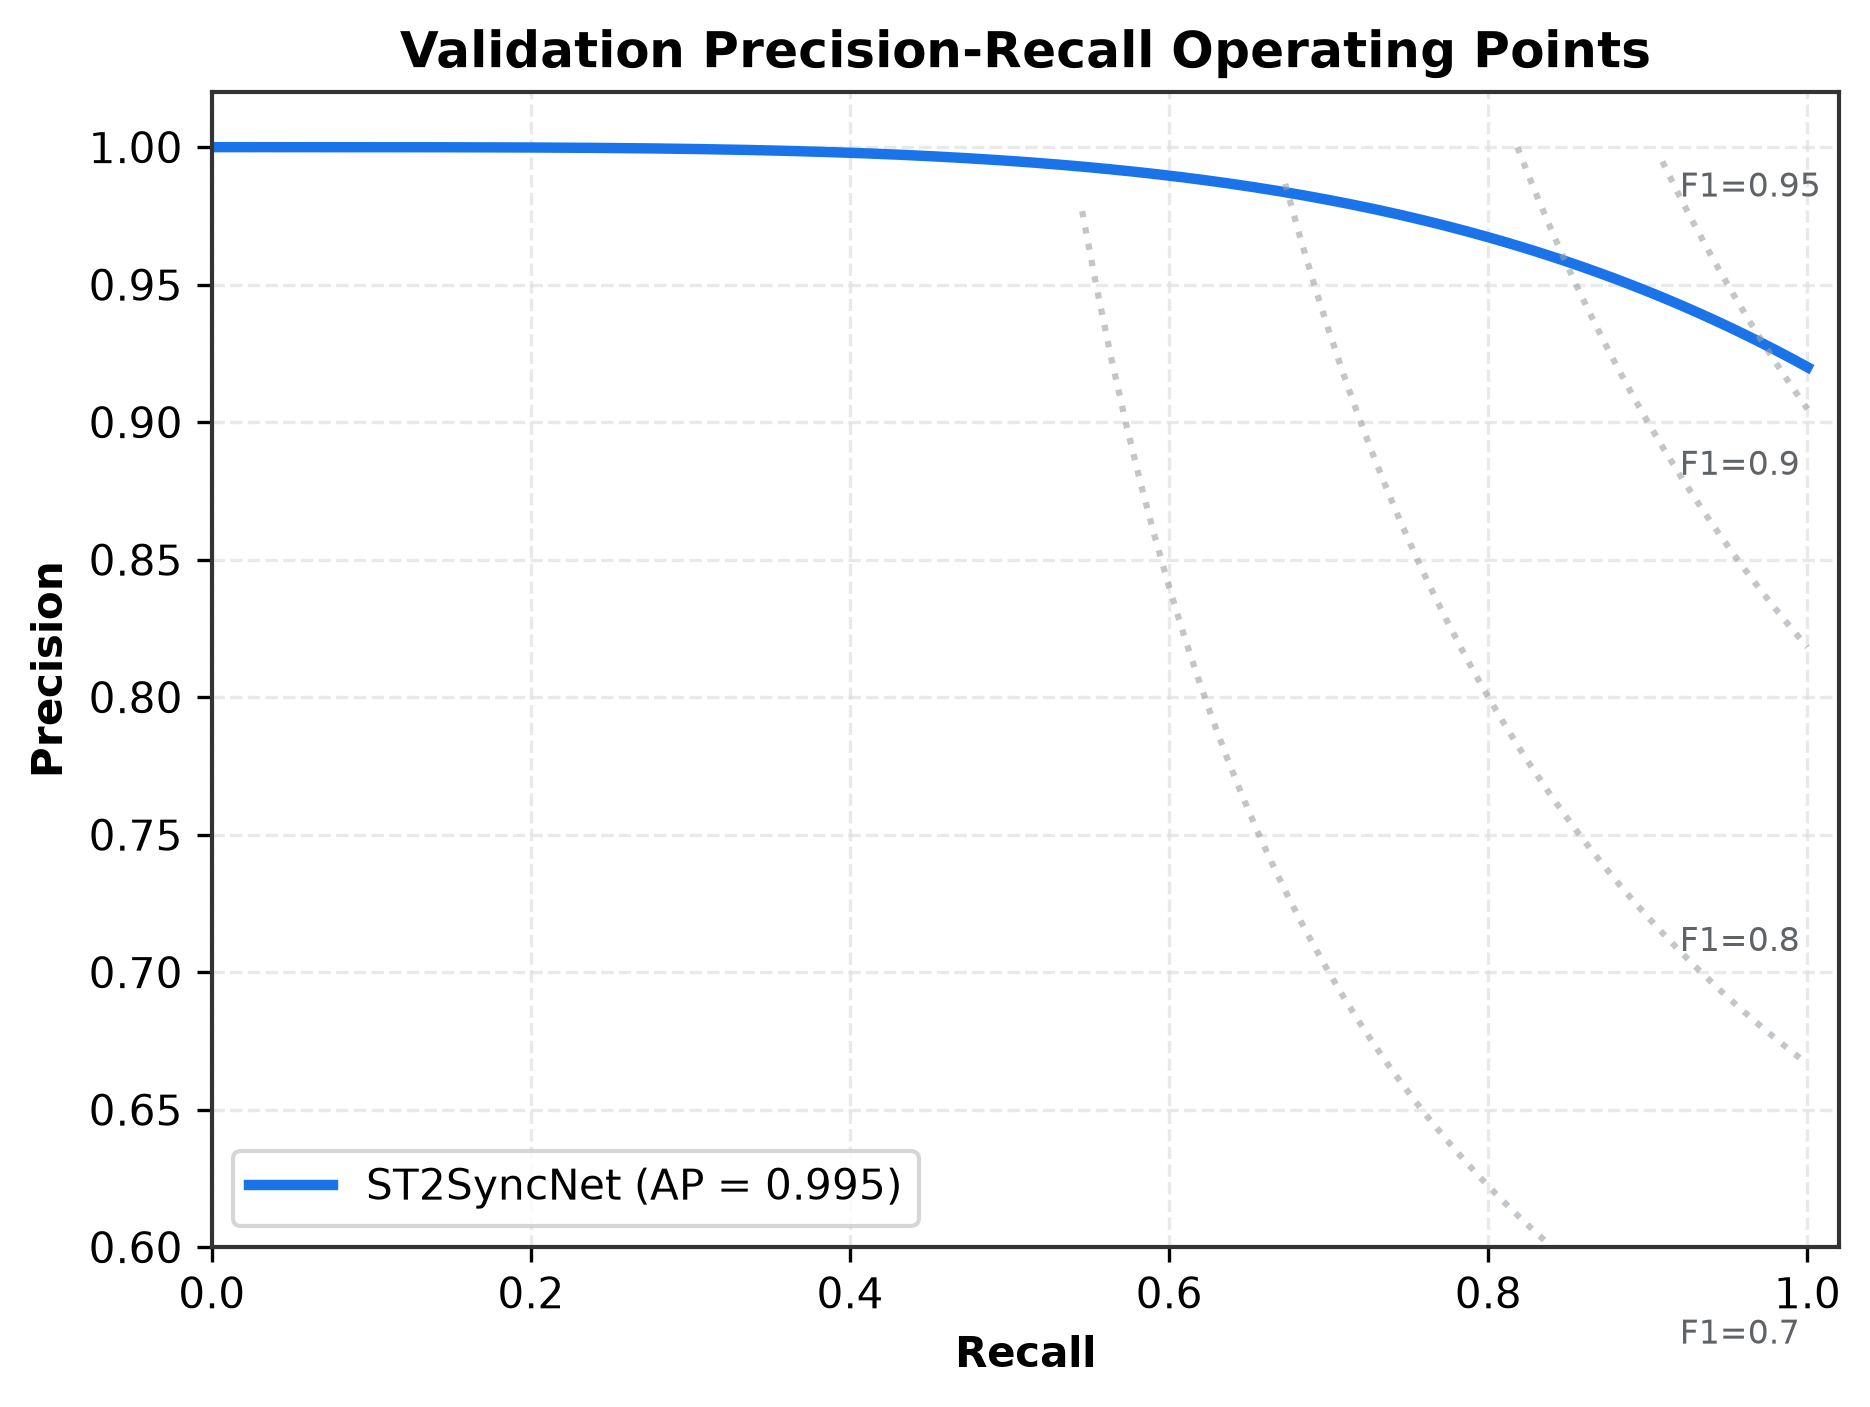 Validation Precision-Recall Operating Points
Precision
1.00
0.95
0.90
0.85
0.80
0.75
0.70
0.65
0.60
F1=0.95
F1=0.9
F1=0.8
ST2SyncNet (AP = 0.995)
0.0
0.2
0.4
0.6
0.8
1.0
F1=0.7
Recall